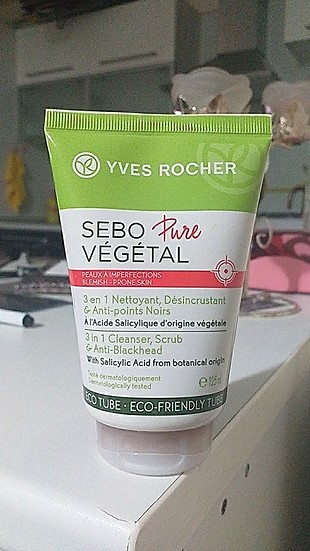 YVES ROCHER
SEBO Pure
VÉGÉTAL
PEAUX À IMPERFECTIONS
BLEMISH - PRONE SKIN
3 en 1 Nettoyant, Désincrustant
& Anti-points Noirs
À l'Acide Salicylique d'origine végétale
3 in 1 Cleanser, Scrub
& Anti-Blackhead
With Salicylic Acid from botanical origin
Testé dermatologiquement
Dermatologically tested
℮ 125 ml
ECO TUBE • ECO-FRIENDLY TUBE